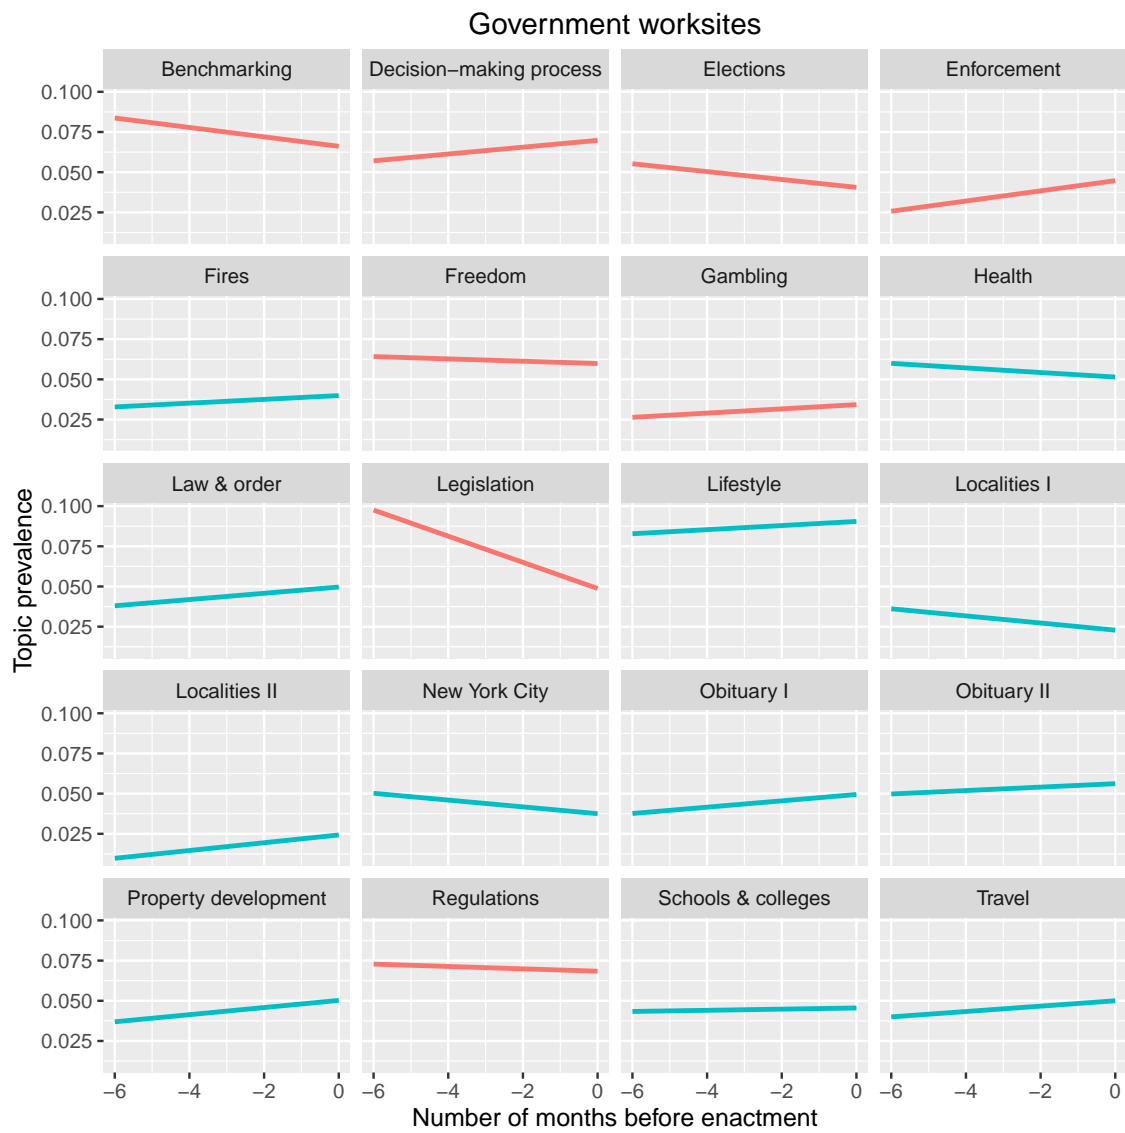 Government worksites
Benchmarking
Decision−making process
Elections
Enforcement
0.100
0.075
0.050
0.025
Fires
Freedom
Gambling
Health
0.100
0.075
0.050
0.025
Law & order
Legislation
Lifestyle
Localities I
0.100
0.075
0.050
0.025
Topic prevalence
Localities II
New York City
Obituary I
Obituary II
0.100
0.075
0.050
0.025
Property development
Regulations
Schools & colleges
Travel
0.100
0.075
0.050
0.025
−6 −4 −2 0 −6 −4 −2 0 −6 −4 −2 0 −6 −4 −2 0
Number of months before enactment